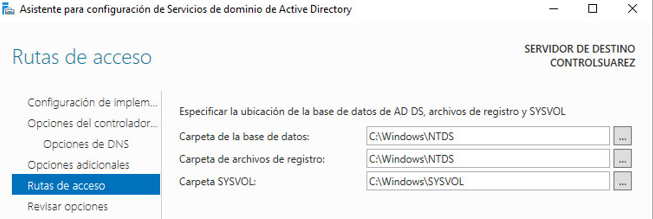 Asistente para configuración de Servicios de dominio de Active Directory
Rutas de acceso
SERVIDOR DE DESTINO
CONTROLSUAREZ
Configuración de implem...
Opciones del controlador...
Opciones de DNS
Opciones adicionales
Rutas de acceso
Revisar opciones
Especificar la ubicación de la base de datos de AD DS, archivos de registro y SYSVOL
Carpeta de la base de datos: C:\Windows\NTDS ...
Carpeta de archivos de registro: C:\Windows\NTDS ...
Carpeta SYSVOL: C:\Windows\SYSVOL ...